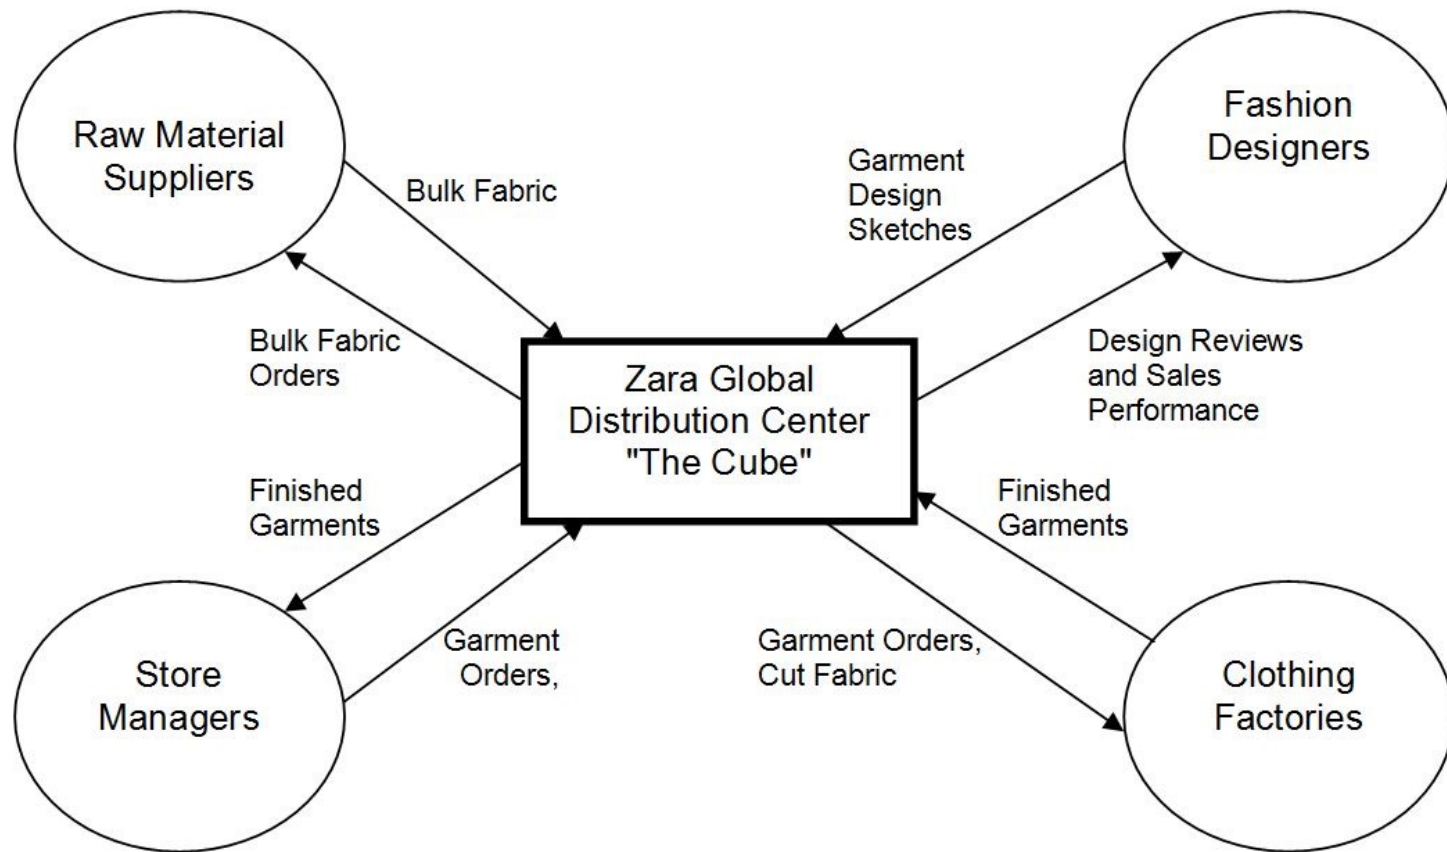 Raw Material
Suppliers
Bulk Fabric
Bulk Fabric
Orders
Fashion
Designers
Garment
Design
Sketches
Design Reviews
and Sales
Performance
Zara Global
Distribution Center
"The Cube"
Finished
Garments
Garment
Orders,
Store
Managers
Finished
Garments
Garment Orders,
Cut Fabric
Clothing
Factories